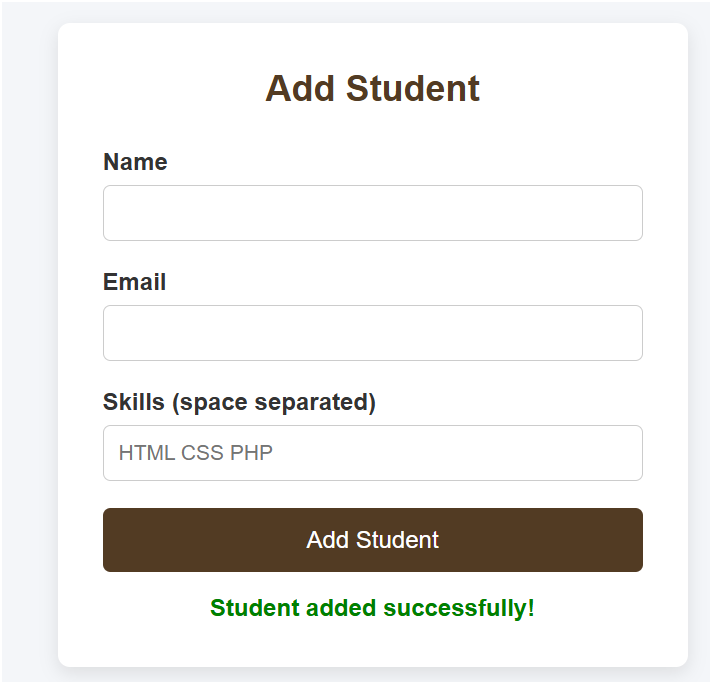 Add Student
Name
Email
Skills (space separated)
HTML CSS PHP
Add Student
Student added successfully!